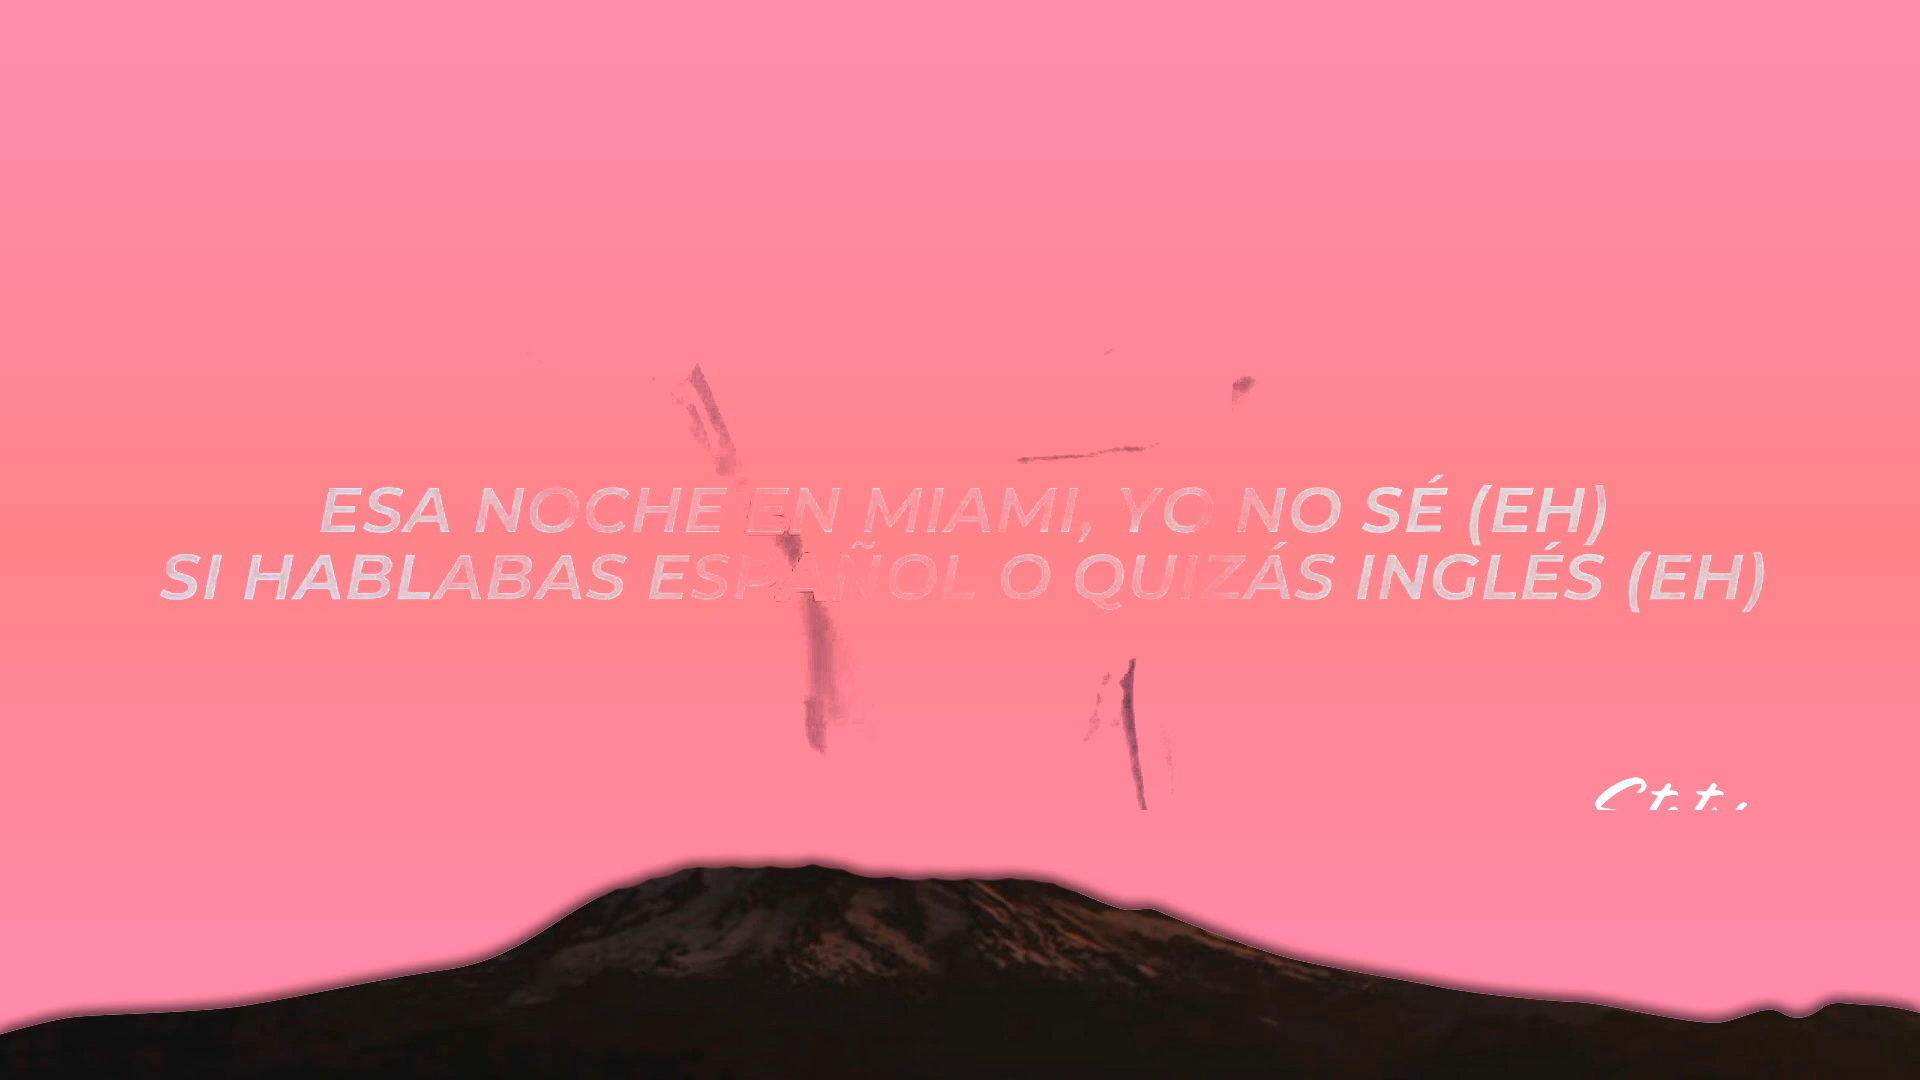 ESA NOCHE EN MIAMI, YO NO SÉ (EH)
SI HABLABAS ESPAÑOL O QUIZÁS INGLÉS (EH)